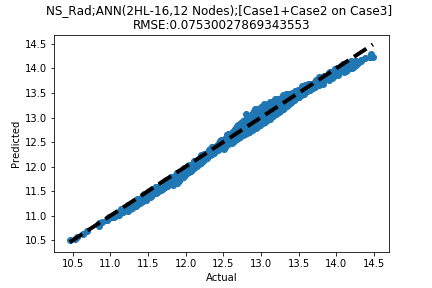 NS_Rad;ANN(2HL-16,12 Nodes);[Case1+Case2 on Case3]
RMSE:0.07530027869343553
14.5
14.0
13.5
13.0
12.5
12.0
11.5
11.0
10.5
Predicted
10.5 11.0 11.5 12.0 12.5 13.0 13.5 14.0 14.5
Actual